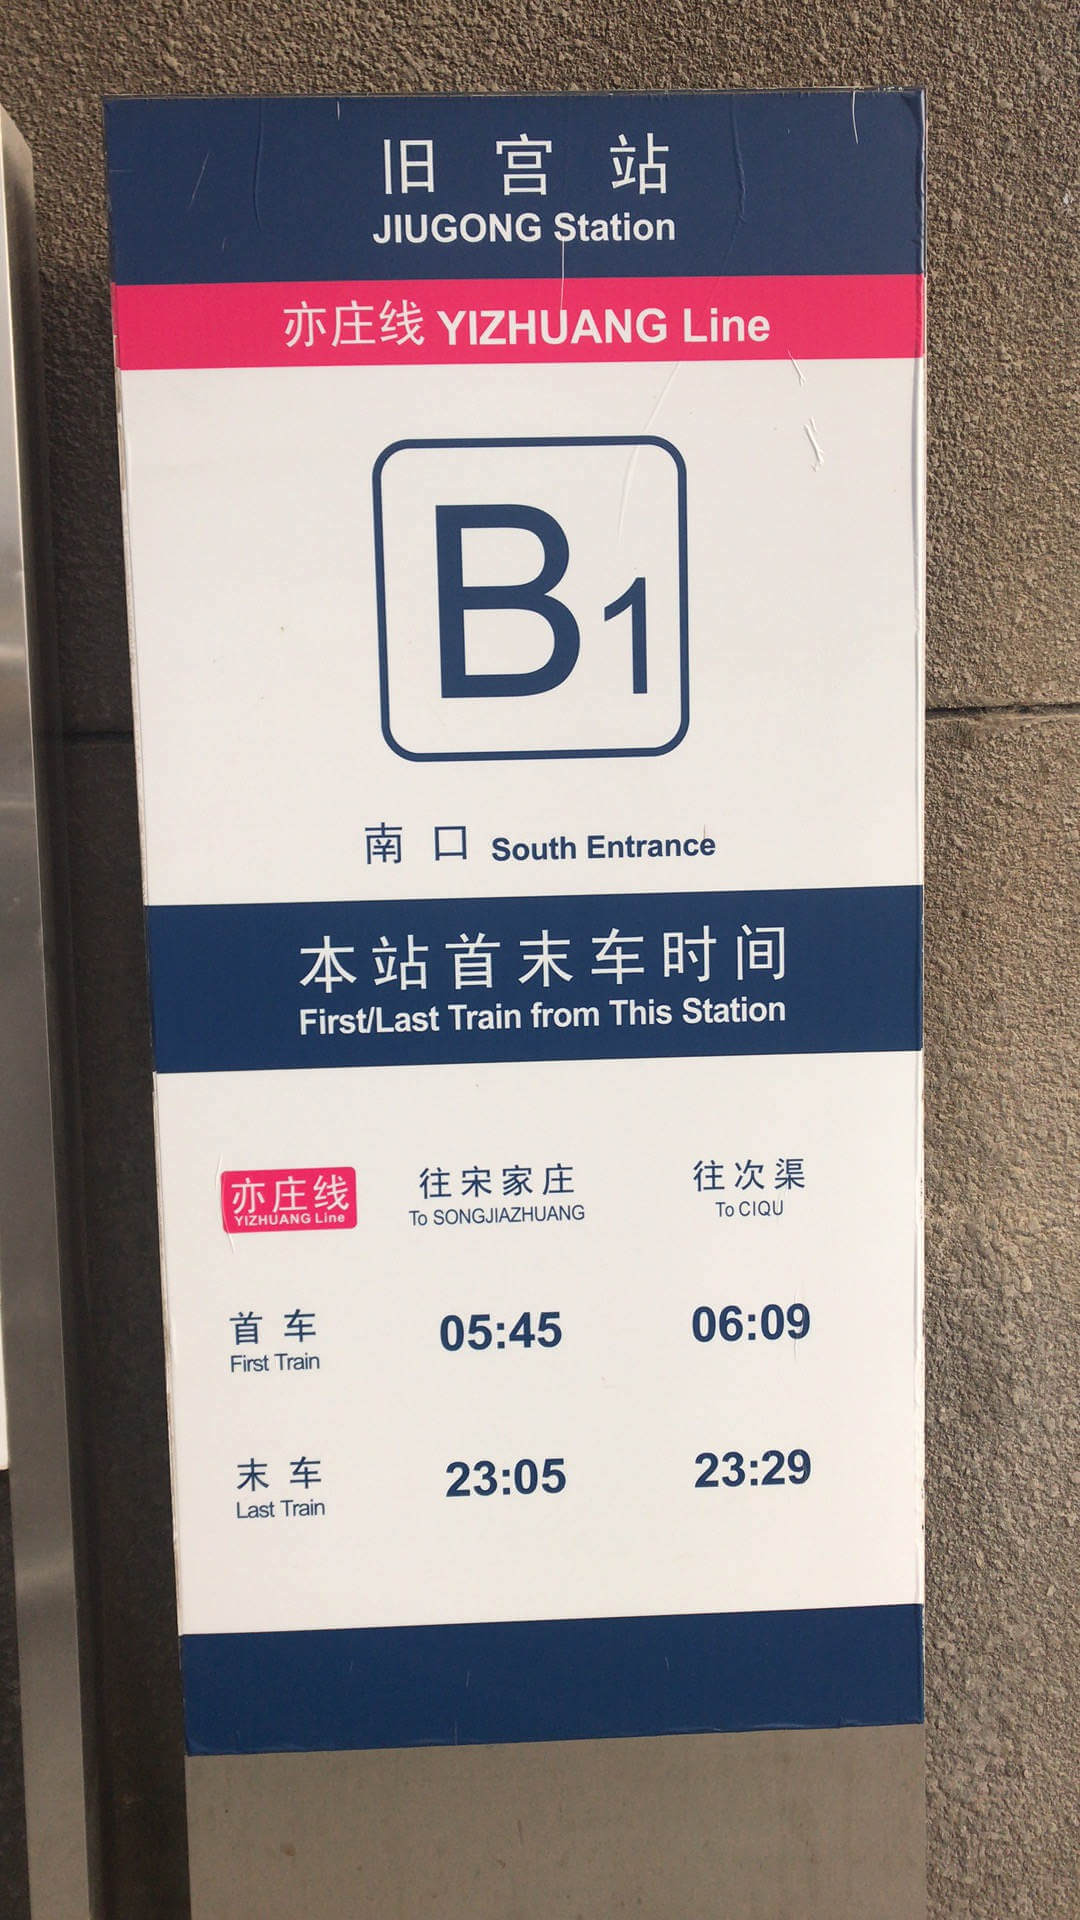 旧宫站
JIUGONG Station
亦庄线 YIZHUANG Line
B1
南口 South Entrance
本站首末车时间
First/Last Train from This Station
亦庄线 往宋家庄 往次渠
YIZHUANG Line To SONGJIAZHUANG To CIQU
首车 05:45 06:09
First Train
末车 23:05 23:29
Last Train